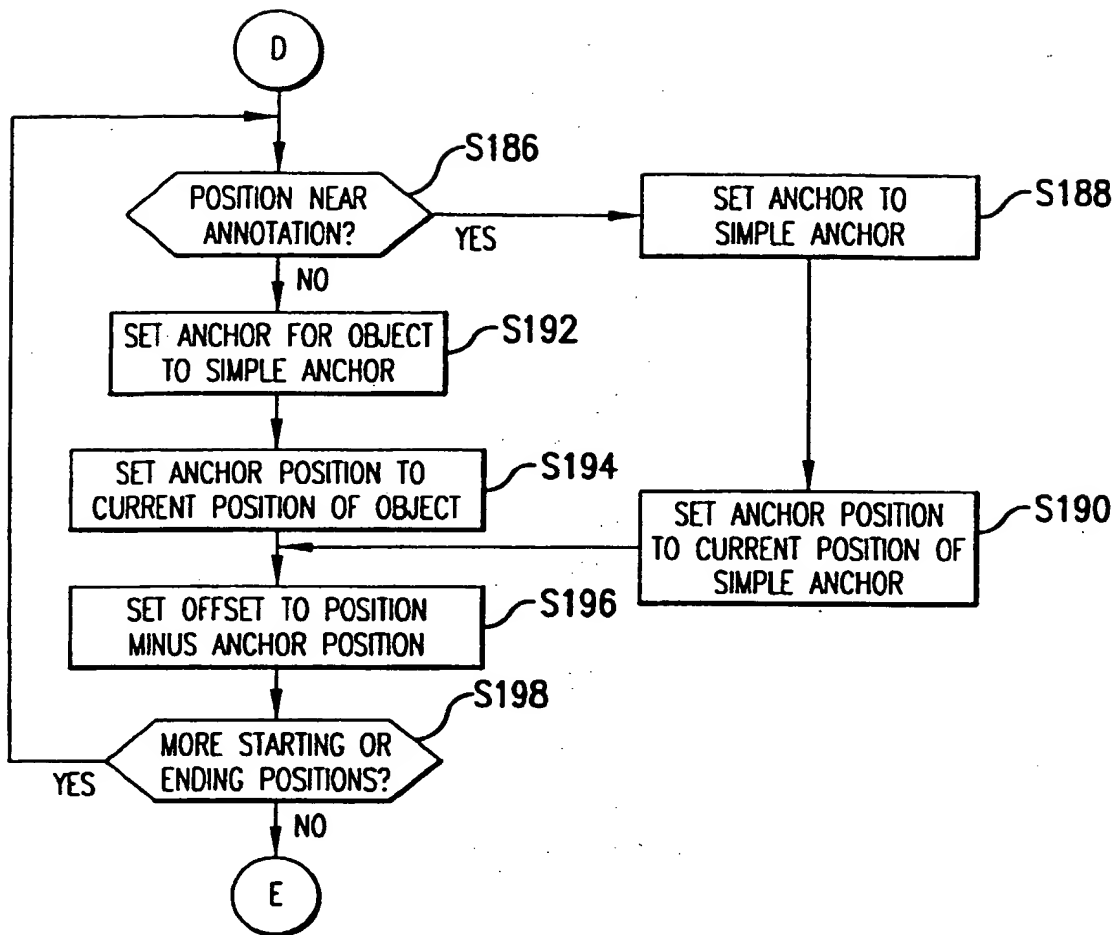 D
S186
POSITION NEAR
ANNOTATION?
YES
NO
SET ANCHOR TO
SIMPLE ANCHOR
S188
SET ANCHOR FOR OBJECT
TO SIMPLE ANCHOR
S192
SET ANCHOR POSITION TO
CURRENT POSITION OF OBJECT
S194
SET ANCHOR POSITION
TO CURRENT POSITION OF
SIMPLE ANCHOR
S190
SET OFFSET TO POSITION
MINUS ANCHOR POSITION
S196
S198
MORE STARTING OR
ENDING POSITIONS?
YES
NO
E